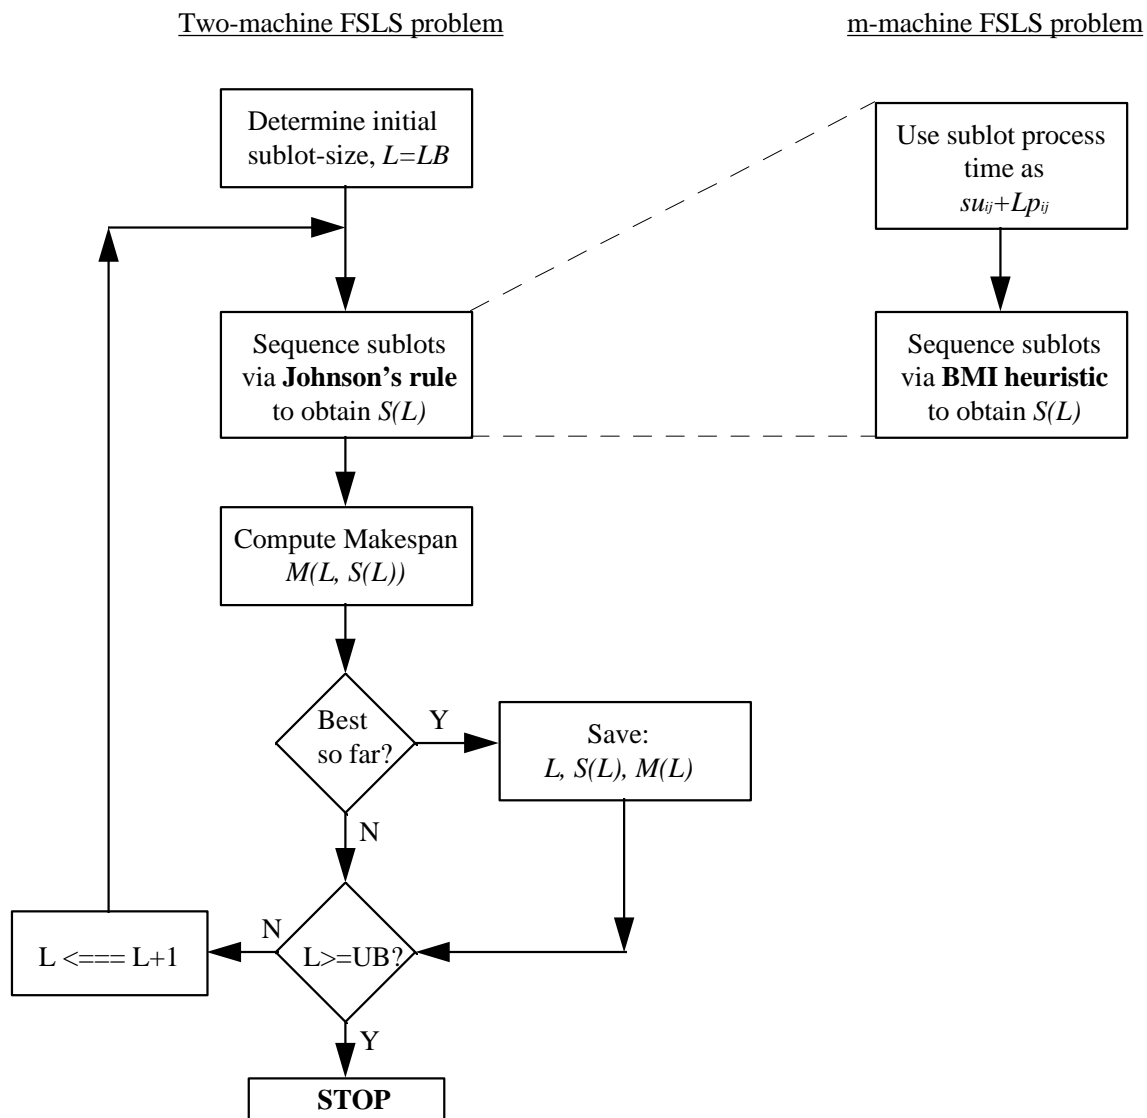 Two-machine FSLS problem
m-machine FSLS problem
Determine initial
sublot-size, L=LB
Use sublot process
time as
su_ij+Lp_ij
Sequence sublots
via Johnson's rule
to obtain S(L)
Sequence sublots
via BMI heuristic
to obtain S(L)
Compute Makespan
M(L, S(L))
Best
so far?
Y
Save:
L, S(L), M(L)
N
L <=== L+1
N
L>=UB?
Y
STOP